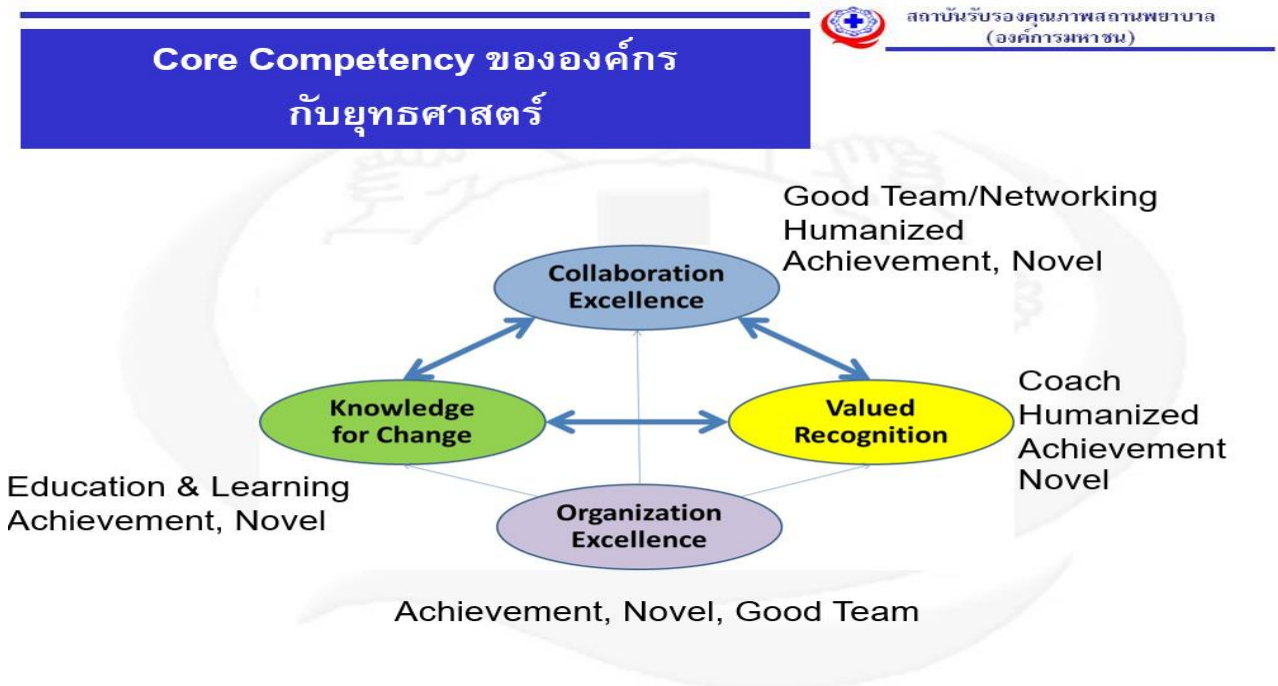 สถาบันรับรองคุณภาพสถานพยาบาล
(องค์การมหาชน)
Core Competency ขององค์กร
กับยุทธศาสตร์
Good Team/Networking
Humanized
Achievement, Novel
Collaboration
Excellence
Knowledge
for Change
Valued
Recognition
Coach
Humanized
Achievement
Novel
Education & Learning
Achievement, Novel
Organization
Excellence
Achievement, Novel, Good Team